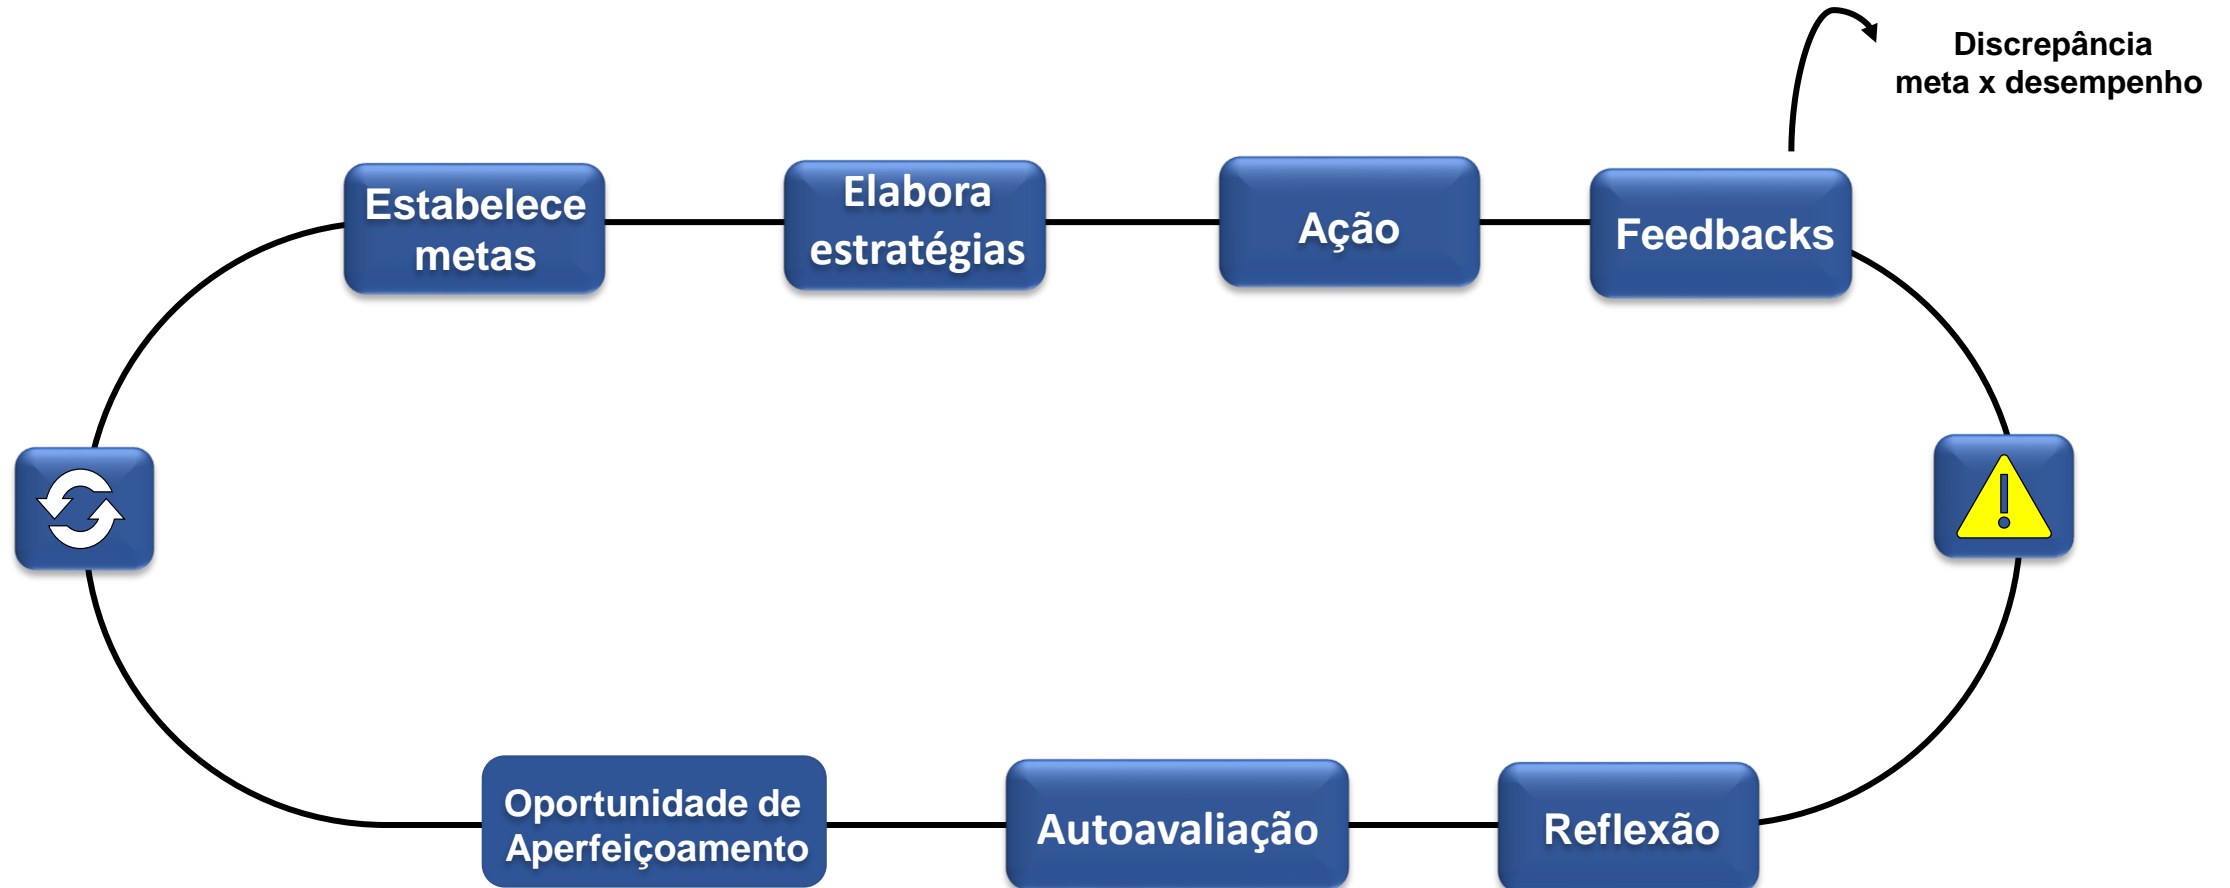 Discrepância
meta x desempenho
Estabelece
metas
Elabora
estratégias
Ação
Feedbacks
Oportunidade de
Aperfeiçoamento
Autoavaliação
Reflexão